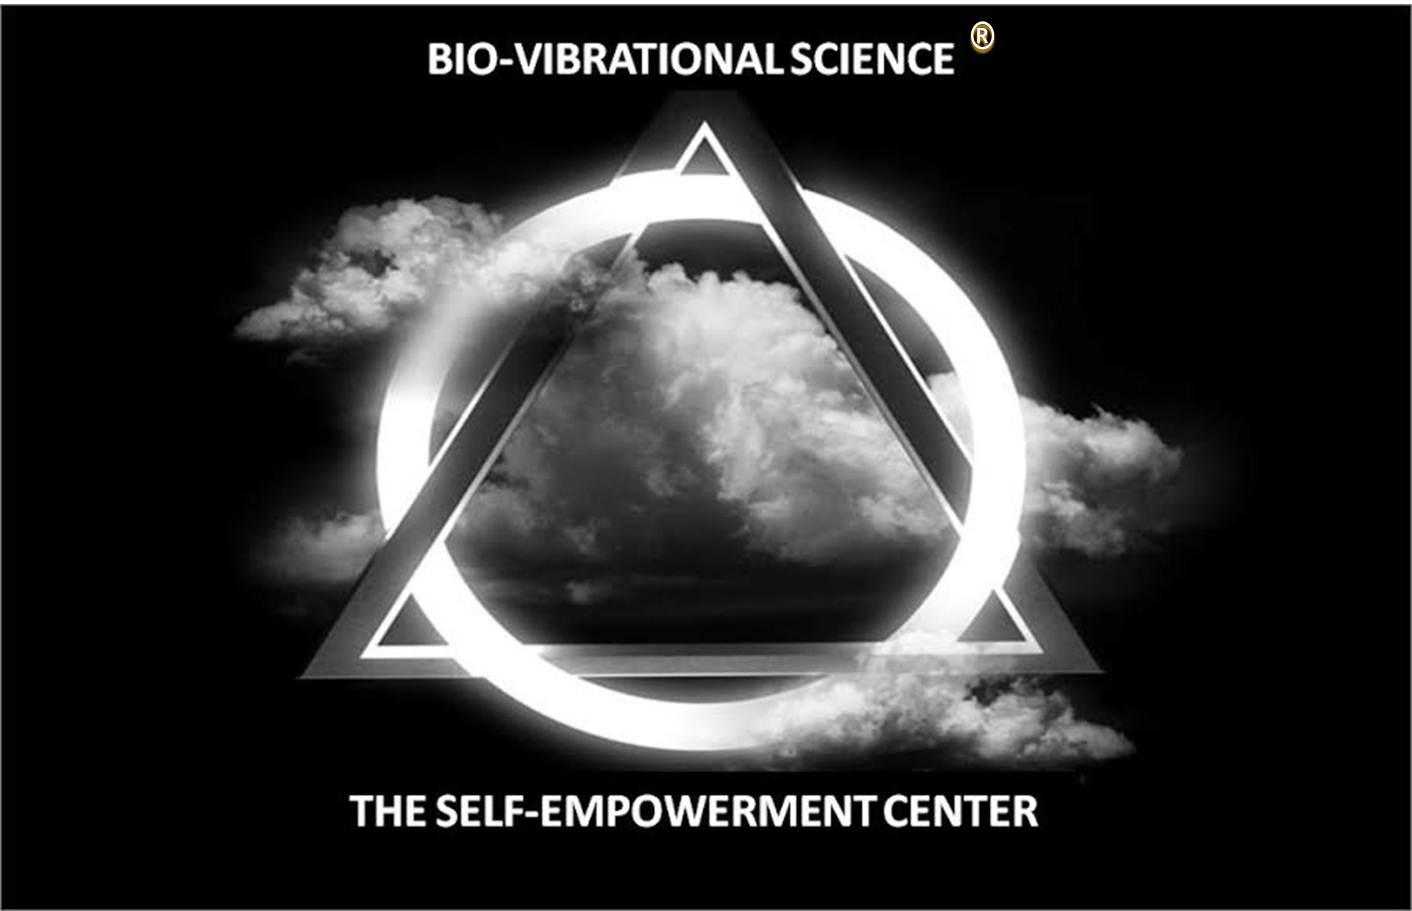 BIO-VIBRATIONAL SCIENCE ®
THE SELF-EMPOWERMENT CENTER